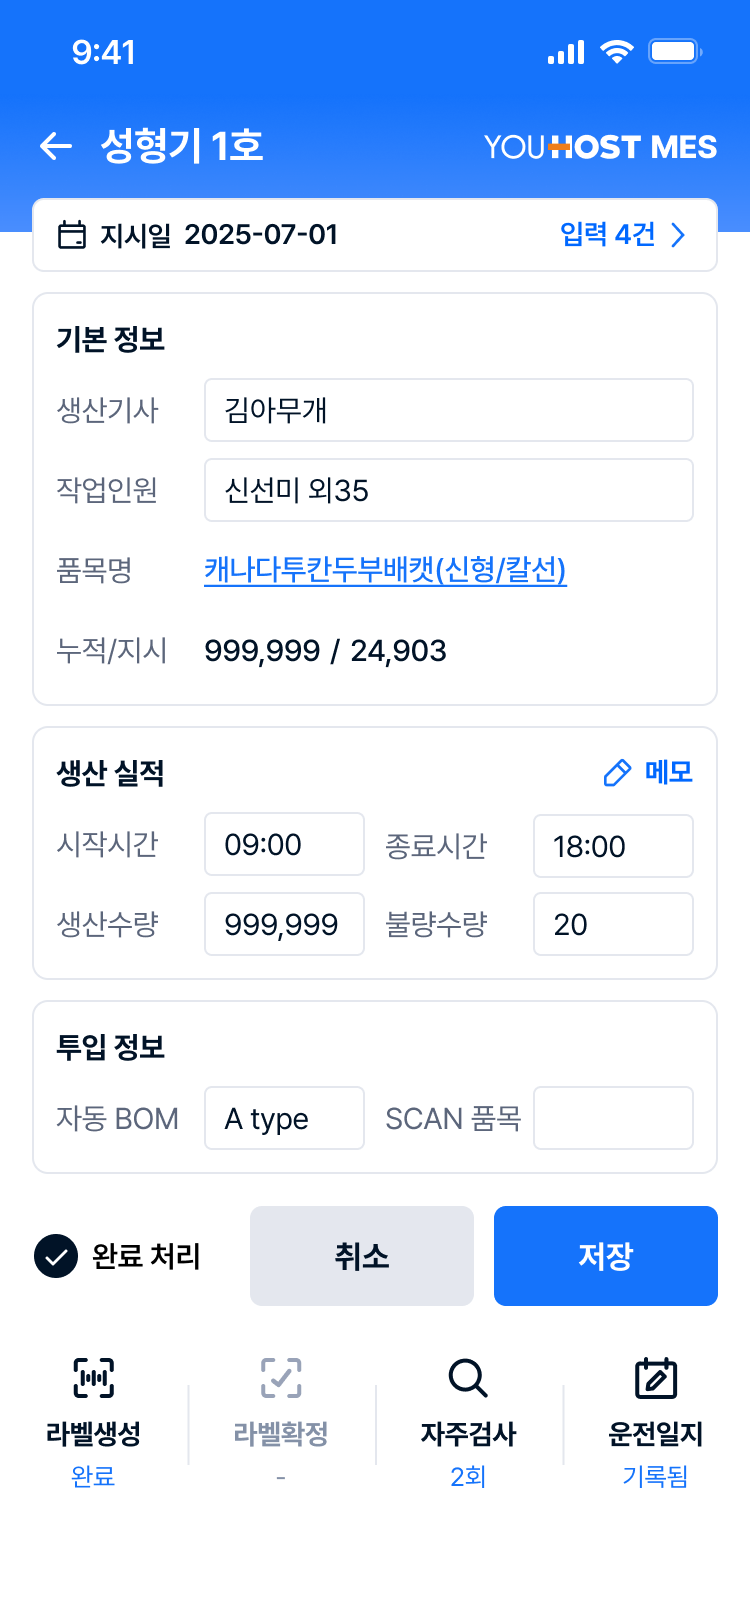 9:41
성형기 1호
YOUHOST MES
지시일 2025-07-01 입력 4건
기본 정보
생산기사 김아무개
작업인원 신선미 외35
품목명 캐나다투칸두부배캣(신형/칼선)
누적/지시 999,999 / 24,903
생산 실적 메모
시작시간 09:00 종료시간 18:00
생산수량 999,999 불량수량 20
투입 정보
자동 BOM A type SCAN 품목
완료 처리 취소 저장
라벨생성 라벨확정 자주검사 운전일지
완료 - 2회 기록됨